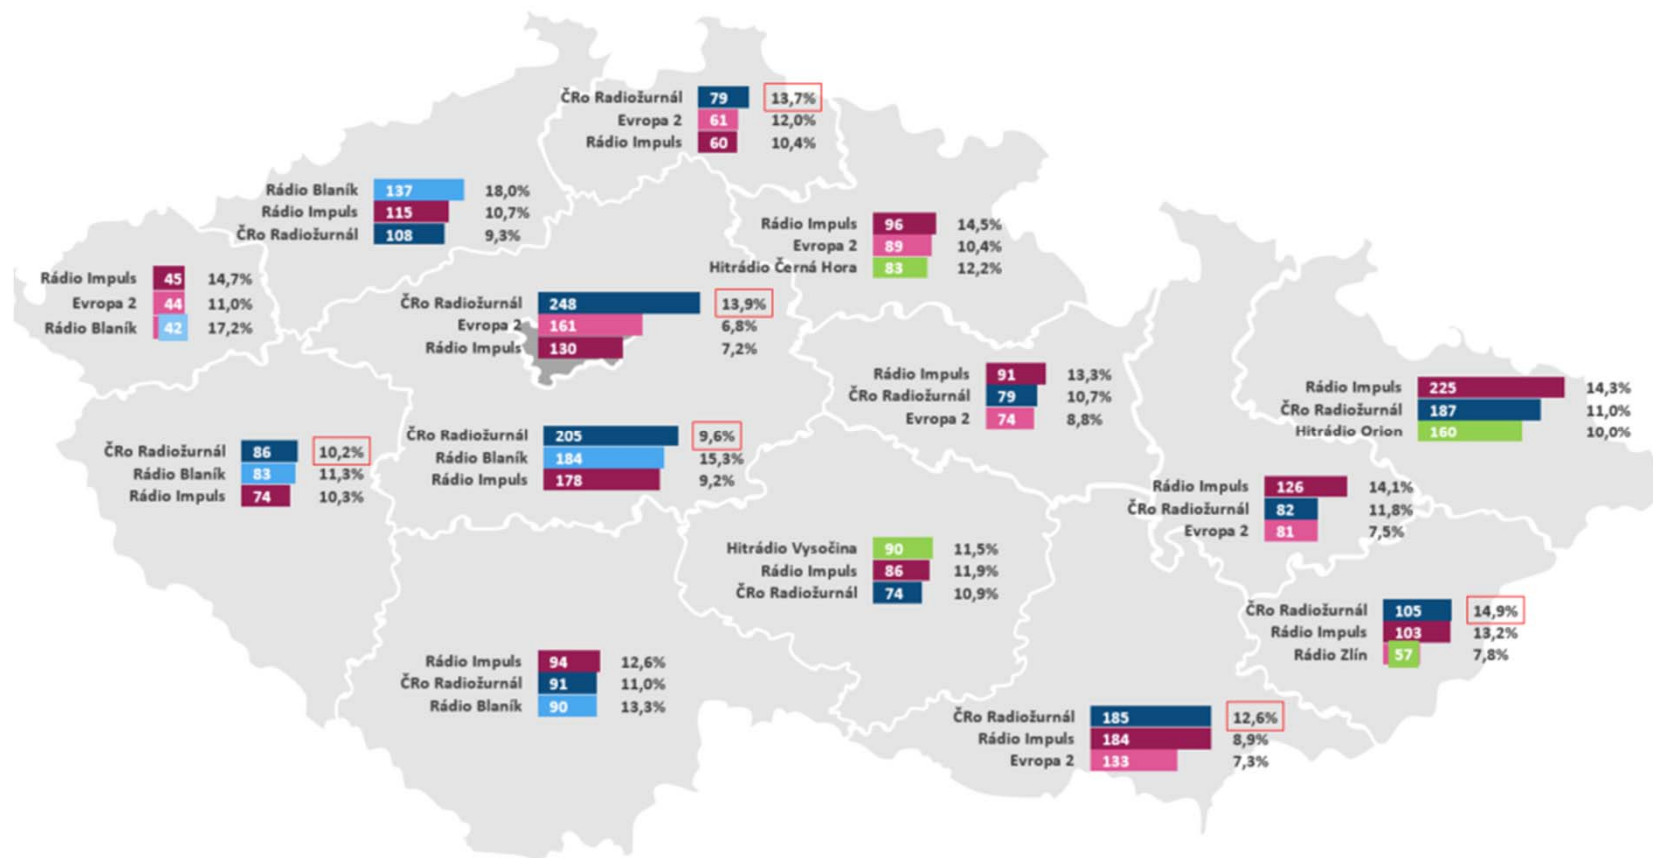 ČRo Radiožurnál 79 13,7%
Evropa 2 61 12,0%
Rádio Impuls 60 10,4%
Rádio Blaník 137 18,0%
Rádio Impuls 115 10,7%
ČRo Radiožurnál 108 9,3%
Rádio Impuls 96 14,5%
Evropa 2 89 10,4%
Hitrádio Černá Hora 83 12,2%
Rádio Impuls 45 14,7%
Evropa 2 44 11,0%
Rádio Blaník 42 17,2%
ČRo Radiožurnál 248 13,9%
Evropa 2 161 6,8%
Rádio Impuls 130 7,2%
Rádio Impuls 91 13,3%
ČRo Radiožurnál 79 10,7%
Evropa 2 74 8,8%
Rádio Impuls 225 14,3%
ČRo Radiožurnál 187 11,0%
Hitrádio Orion 160 10,0%
ČRo Radiožurnál 86 10,2%
Rádio Blaník 83 11,3%
Rádio Impuls 74 10,3%
ČRo Radiožurnál 205 9,6%
Rádio Blaník 184 15,3%
Rádio Impuls 178 9,2%
Rádio Impuls 126 14,1%
ČRo Radiožurnál 82 11,8%
Evropa 2 81 7,5%
Hitrádio Vysočina 90 11,5%
Rádio Impuls 86 11,9%
ČRo Radiožurnál 74 10,9%
ČRo Radiožurnál 105 14,9%
Rádio Impuls 103 13,2%
Rádio Zlín 57 7,8%
Rádio Impuls 94 12,6%
ČRo Radiožurnál 91 11,0%
Rádio Blaník 90 13,3%
ČRo Radiožurnál 185 12,6%
Rádio Impuls 184 8,9%
Evropa 2 133 7,3%